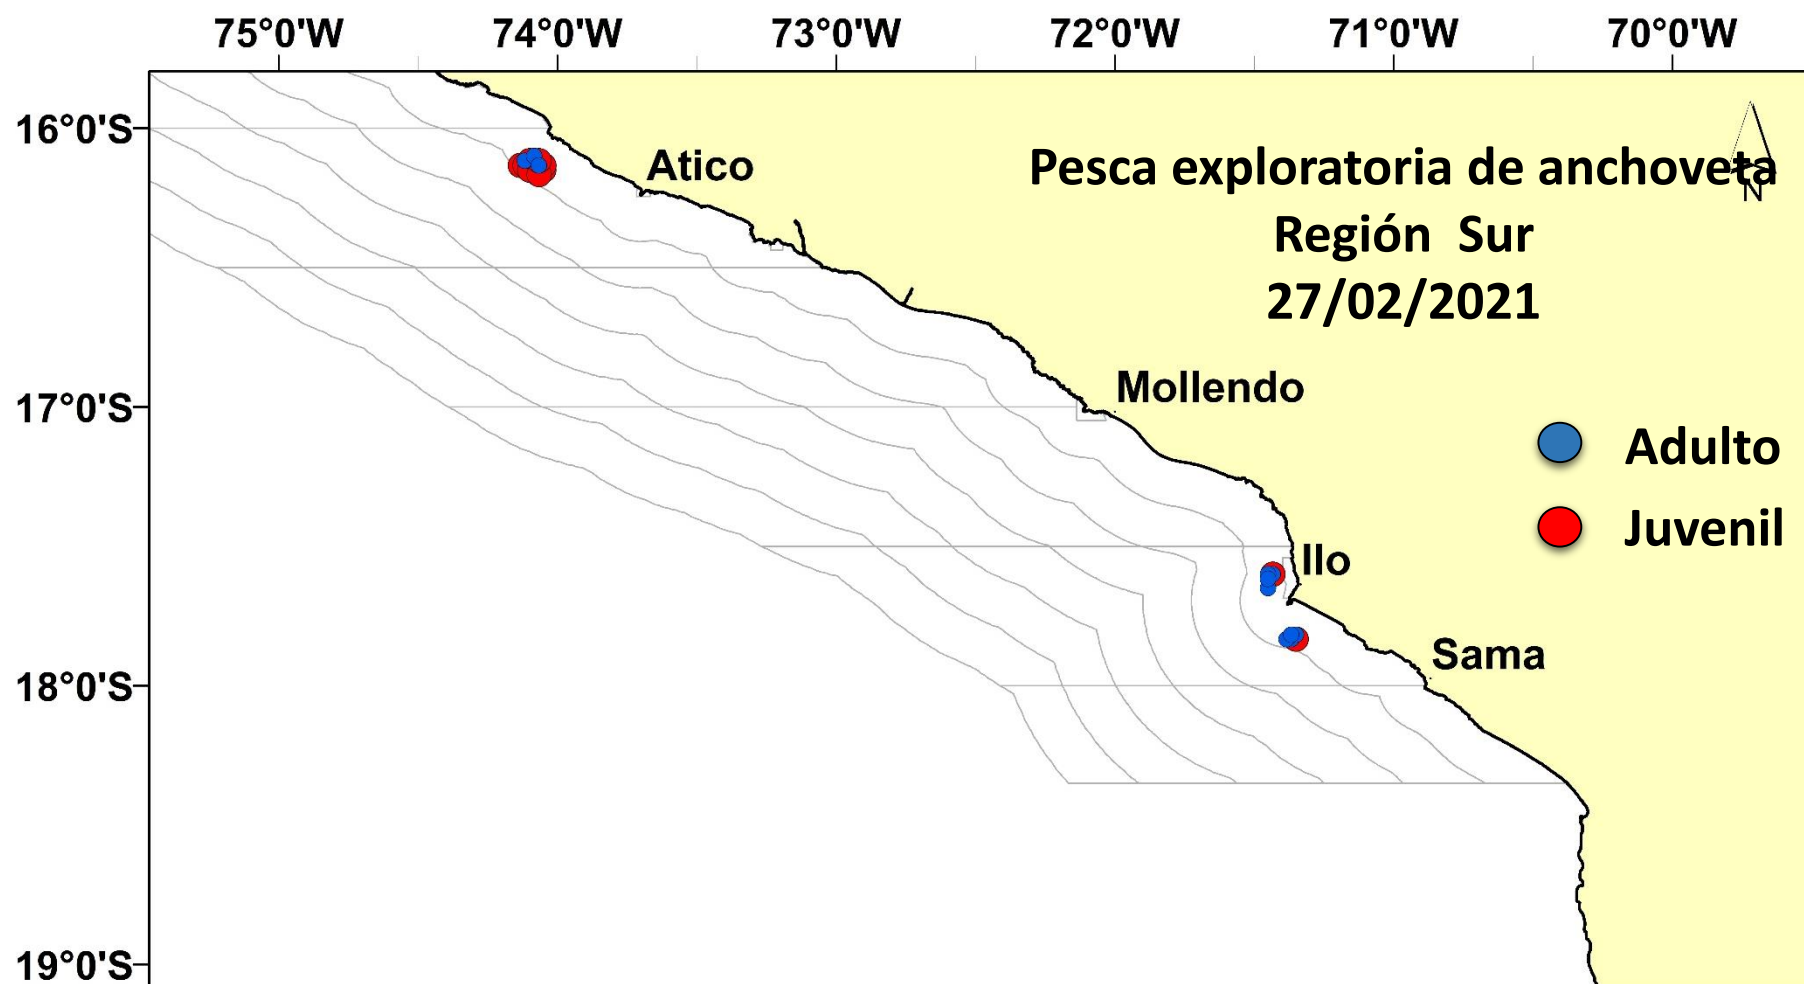 75°0'W 74°0'W 73°0'W 72°0'W 71°0'W 70°0'W
16°0'S
Atico
Pesca exploratoria de anchoveta
N
Región Sur
27/02/2021
17°0'S
Mollendo
Adulto
Juvenil
Ilo
Sama
18°0'S
19°0'S